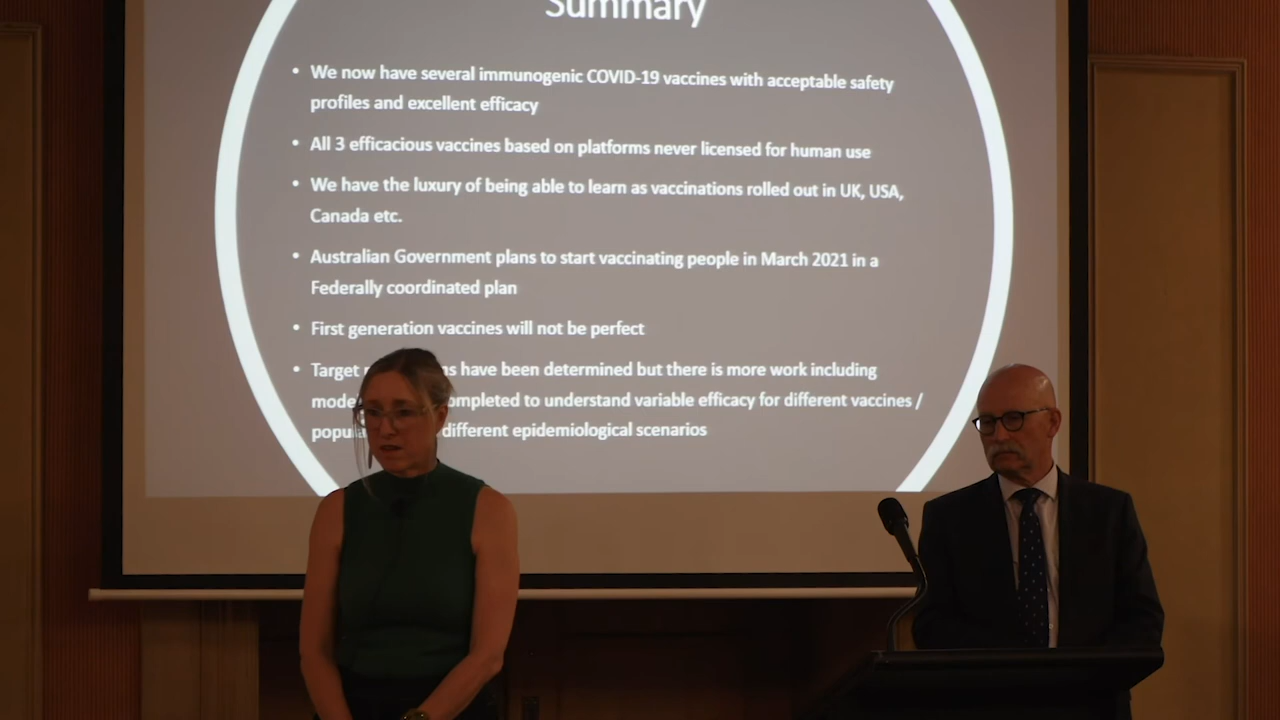 Summary
• We now have several immunogenic COVID-19 vaccines with acceptable safety
profiles and excellent efficacy
• All 3 efficacious vaccines based on platforms never licensed for human use
• We have the luxury of being able to learn as vaccinations rolled out in UK, USA,
Canada etc.
• Australian Government plans to start vaccinating people in March 2021 in a
Federally coordinated plan
• First generation vaccines will not be perfect
• Target have been determined but there is more work including
to understand variable efficacy for different vaccines /
different epidemiological scenarios